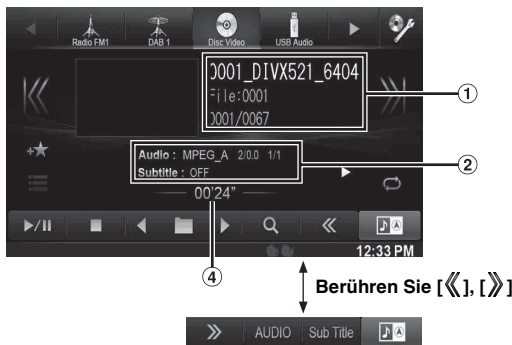 Radio FM1 DAB 1 Disc Video USB Audio
0001_DIVX521_6404
File:0001
0001/0067
1
Audio : MPEG_A 2/0.0 1/1
Subtitle : OFF
2
00'24"
12:33 PM
4
Berühren Sie [《], [》]
AUDIO Sub Title